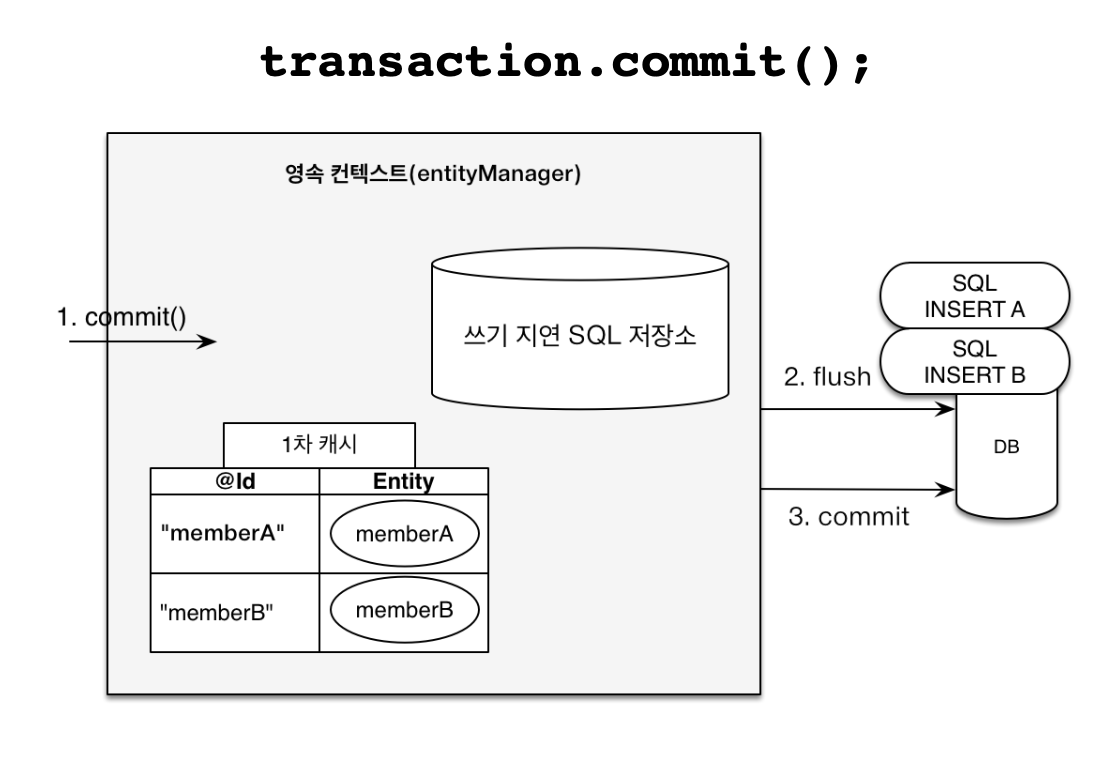 transaction.commit();
영속 컨텍스트(entityManager)
1. commit()
쓰기 지연 SQL 저장소
SQL
INSERT A
SQL
INSERT B
2. flush
DB
3. commit
1차 캐시
@Id Entity
"memberA" memberA
"memberB" memberB